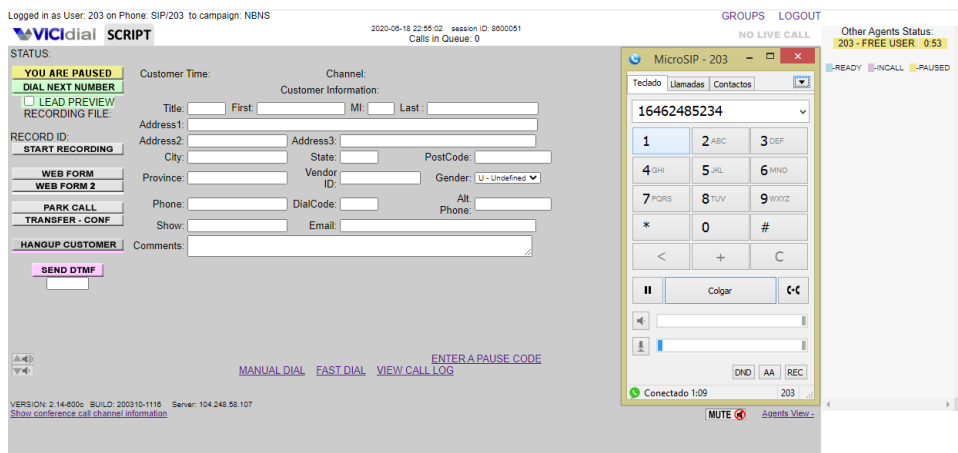 Logged in as User: 203 on Phone: SIP/203 to campaign: NBNS GROUPS LOGOUT
VICIdial SCRIPT 2020-06-18 22:55:02 session ID: 8600051 NO LIVE CALL
Calls in Queue: 0
Other Agents Status:
203 - FREE USER 0:53
-READY -INCALL -PAUSED
STATUS:
YOU ARE PAUSED
DIAL NEXT NUMBER
LEAD PREVIEW
RECORDING FILE:
RECORD ID:
START RECORDING
WEB FORM
WEB FORM 2
PARK CALL
TRANSFER - CONF
HANGUP CUSTOMER
SEND DTMF
Customer Time: Channel:
Customer Information:
Title: First: MI: Last :
Address1:
Address2: Address3:
City: State: PostCode:
Province: Vendor ID: Gender: U - Undefined
Phone: DialCode: Alt. Phone:
Show: Email:
Comments:
ENTER A PAUSE CODE
MANUAL DIAL FAST DIAL VIEW CALL LOG
VERSION: 2.14-600c BUILD: 200310-1116 Server: 104.248.58.107
Show conference call channel information
MicroSIP - 203
Teclado Llamadas Contactos
16462485234
1 2 ABC 3 DEF
4 GHI 5 JKL 6 MNO
7 PQRS 8 TUV 9 WXYZ
* 0 #
< + C
Colgar
DND AA REC
Conectado 1:09 203
MUTE Agents View -